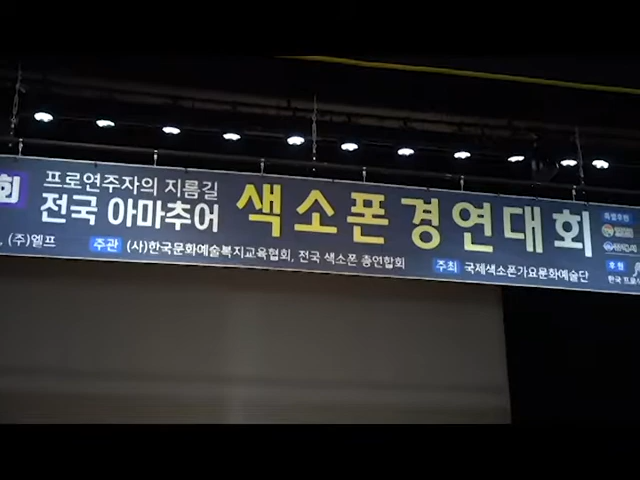 회
프로연주자의 지름길
전국 아마추어 색소폰경연대회
(주)엘프 주관 (사)한국문화예술복지교육협회, 전국 색소폰 총연합회 주최 국제색소폰가요문화예술단
후원